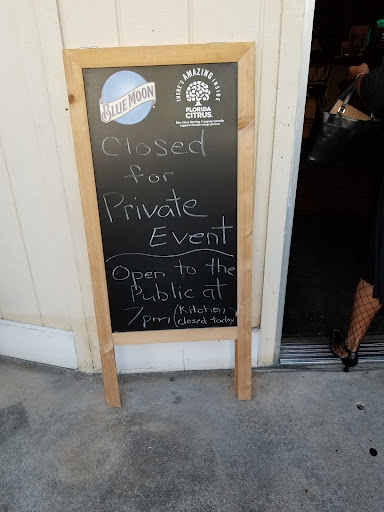 BLUE MOON
THERE'S AMAZING INSIDE
FLORIDA
CITRUS.
Closed
for
Private
Event
Open to the
Public at
7pm (Kitchen
closed today)